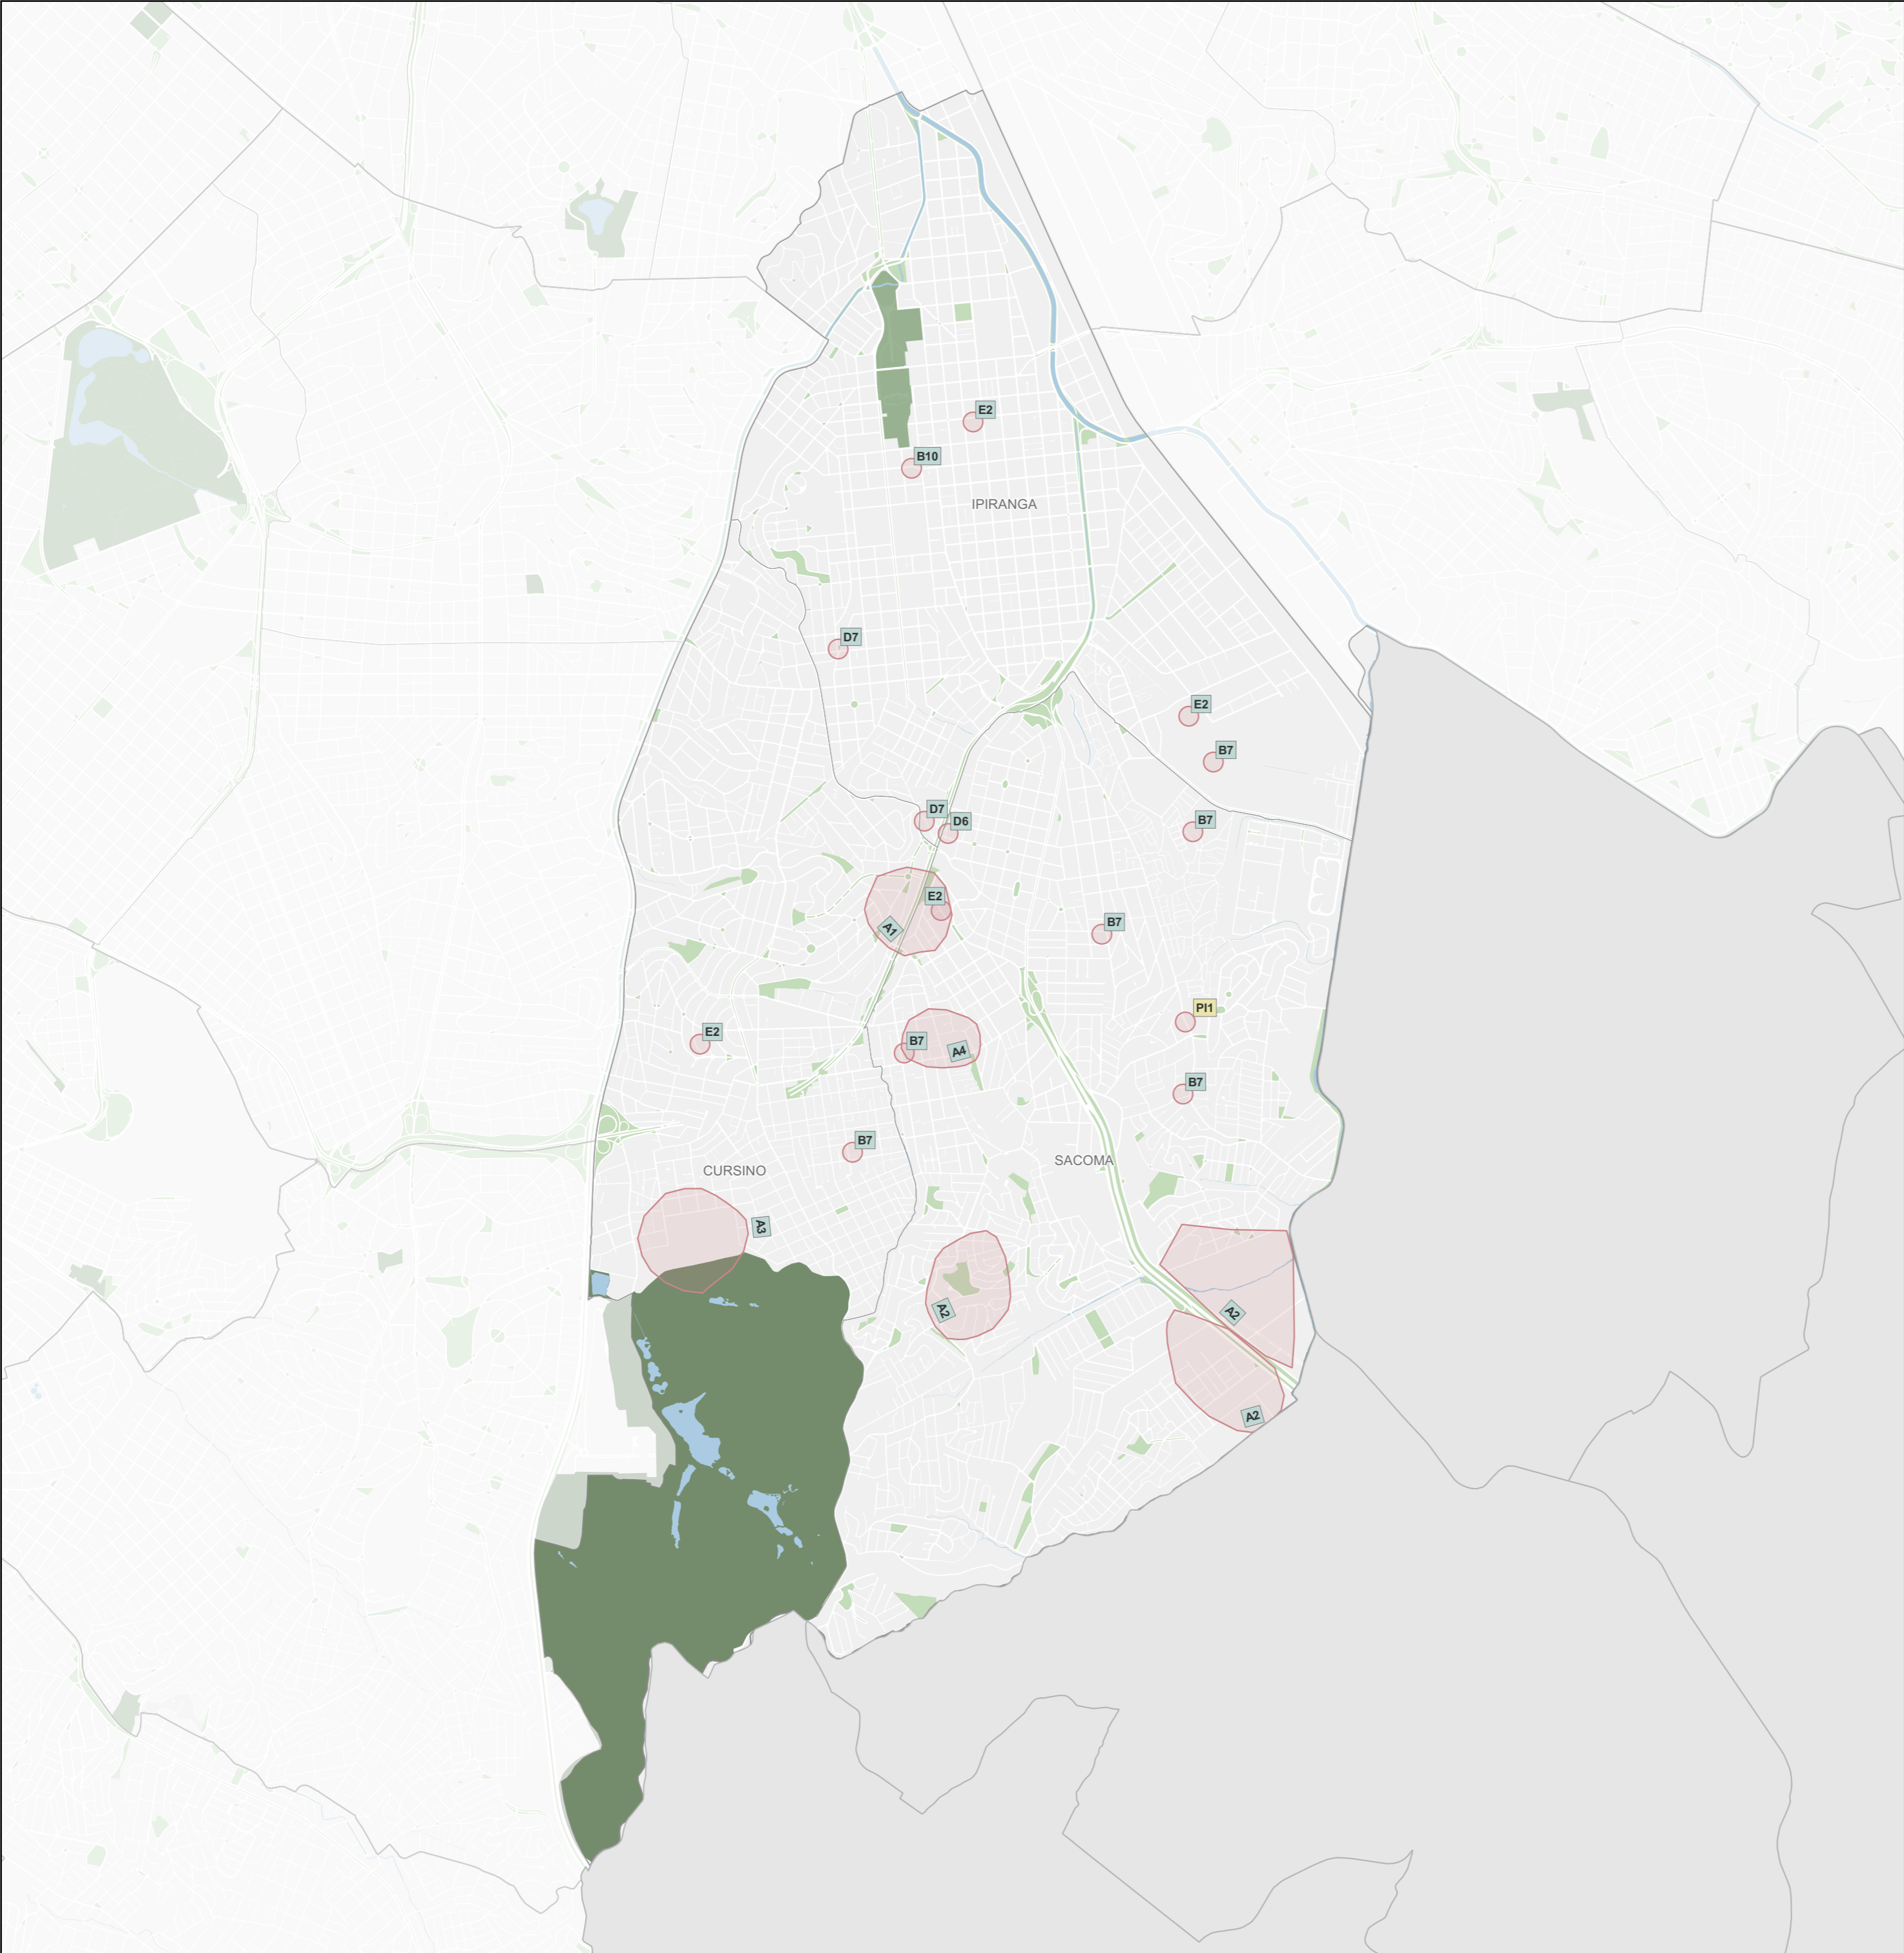 E2
B10
IPIRANGA
D7
E2
B7
D7
D6
B7
E2
A1
B7
PI1
E2
B7
A4
B7
B7
SACOMA
CURSINO
A3
A2
A2
A2